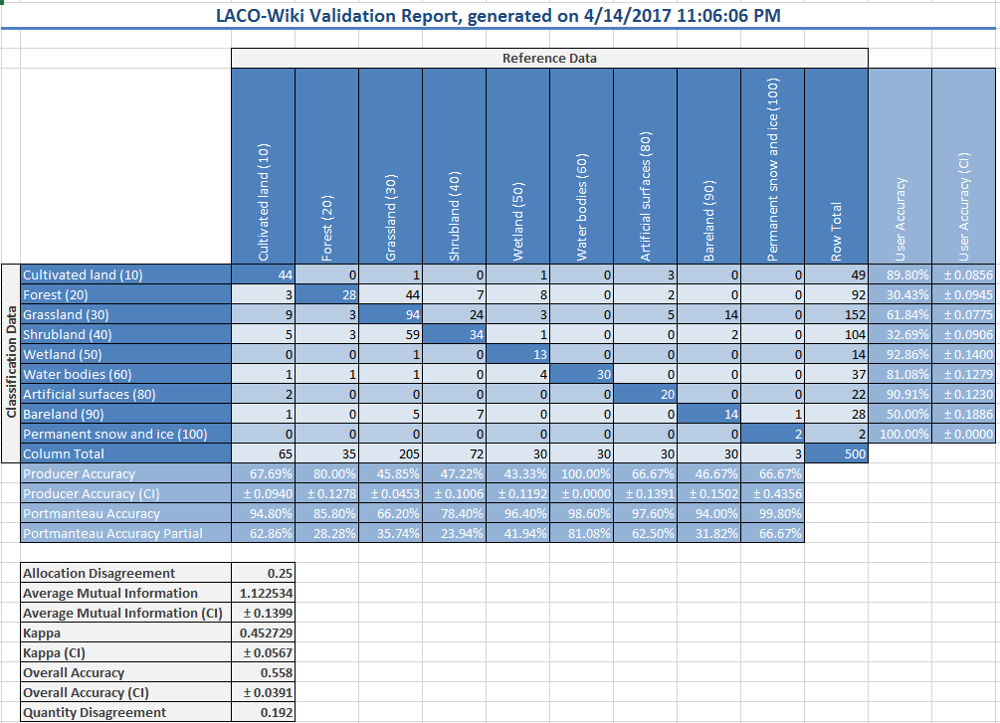 LACO-Wiki Validation Report, generated on 4/14/2017 11:06:06 PM
Reference Data
Cultivated land (10) Forest (20) Grassland (30) Shrubland (40) Wetland (50) Water bodies (60) Artificial surfaces (80) Bareland (90) Permanent snow and ice (100) Row Total User Accuracy User Accuracy (CI)
Classification Data
Cultivated land (10) 44 0 1 0 1 0 3 0 0 49 89.80% ± 0.0856
Forest (20) 3 28 44 7 8 0 2 0 0 92 30.43% ± 0.0945
Grassland (30) 9 3 94 24 3 0 5 14 0 152 61.84% ± 0.0775
Shrubland (40) 5 3 59 34 1 0 0 2 0 104 32.69% ± 0.0906
Wetland (50) 0 0 1 0 13 0 0 0 0 14 92.86% ± 0.1400
Water bodies (60) 1 1 1 0 4 30 0 0 0 37 81.08% ± 0.1279
Artificial surfaces (80) 2 0 0 0 0 0 20 0 0 22 90.91% ± 0.1230
Bareland (90) 1 0 5 7 0 0 0 14 1 28 50.00% ± 0.1886
Permanent snow and ice (100) 0 0 0 0 0 0 0 0 2 2 100.00% ± 0.0000
Column Total 65 35 205 72 30 30 30 30 3 500
Producer Accuracy 67.69% 80.00% 45.85% 47.22% 43.33% 100.00% 66.67% 46.67% 66.67%
Producer Accuracy (CI) ± 0.0940 ± 0.1278 ± 0.0453 ± 0.1006 ± 0.1192 ± 0.0000 ± 0.1391 ± 0.1502 ± 0.4356
Portmanteau Accuracy 94.80% 85.80% 66.20% 78.40% 96.40% 98.60% 97.60% 94.00% 99.80%
Portmanteau Accuracy Partial 62.86% 28.28% 35.74% 23.94% 41.94% 81.08% 62.50% 31.82% 66.67%
Allocation Disagreement 0.25
Average Mutual Information 1.122534
Average Mutual Information (CI) ± 0.1399
Kappa 0.452729
Kappa (CI) ± 0.0567
Overall Accuracy 0.558
Overall Accuracy (CI) ± 0.0391
Quantity Disagreement 0.192